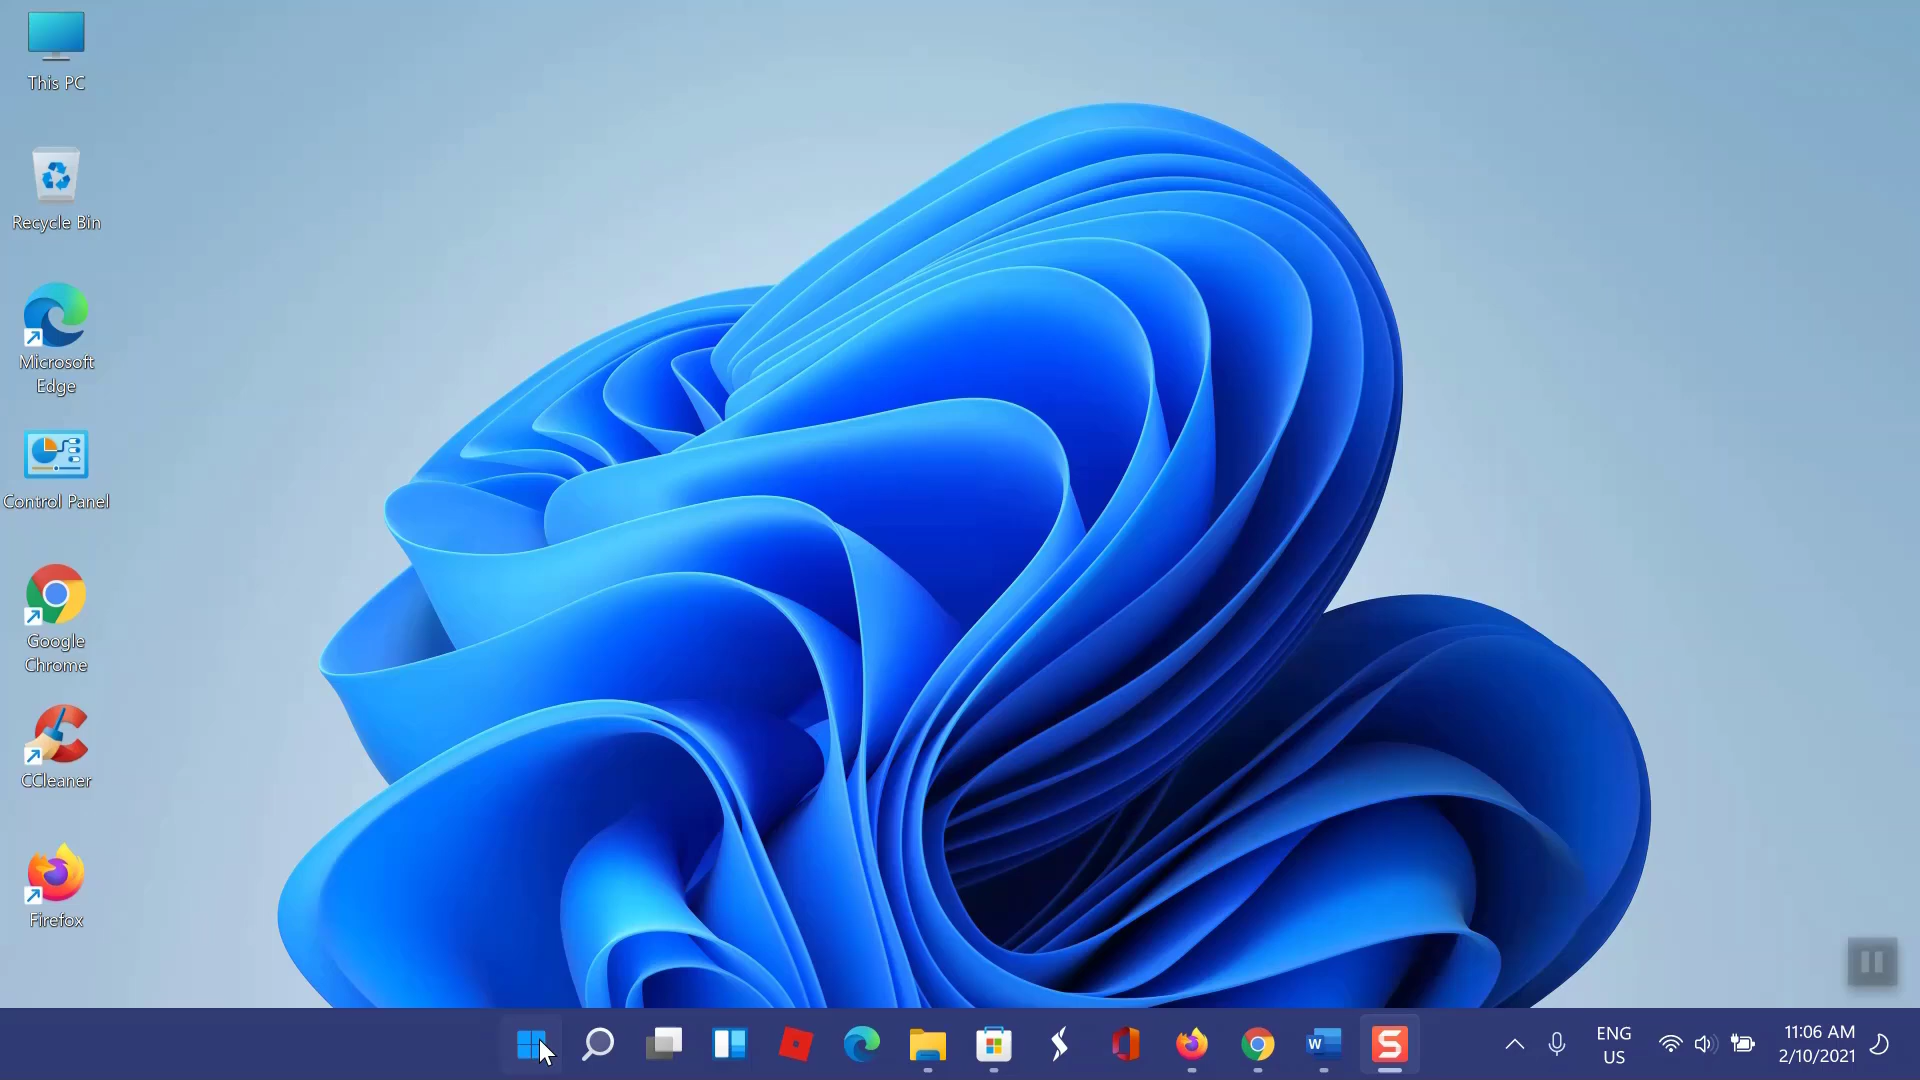 This PC
Recycle Bin
Microsoft
Edge
Control Panel
Google
Chrome
CCleaner
Firefox
W
S
ENG
US
11:06 AM
2/10/2021